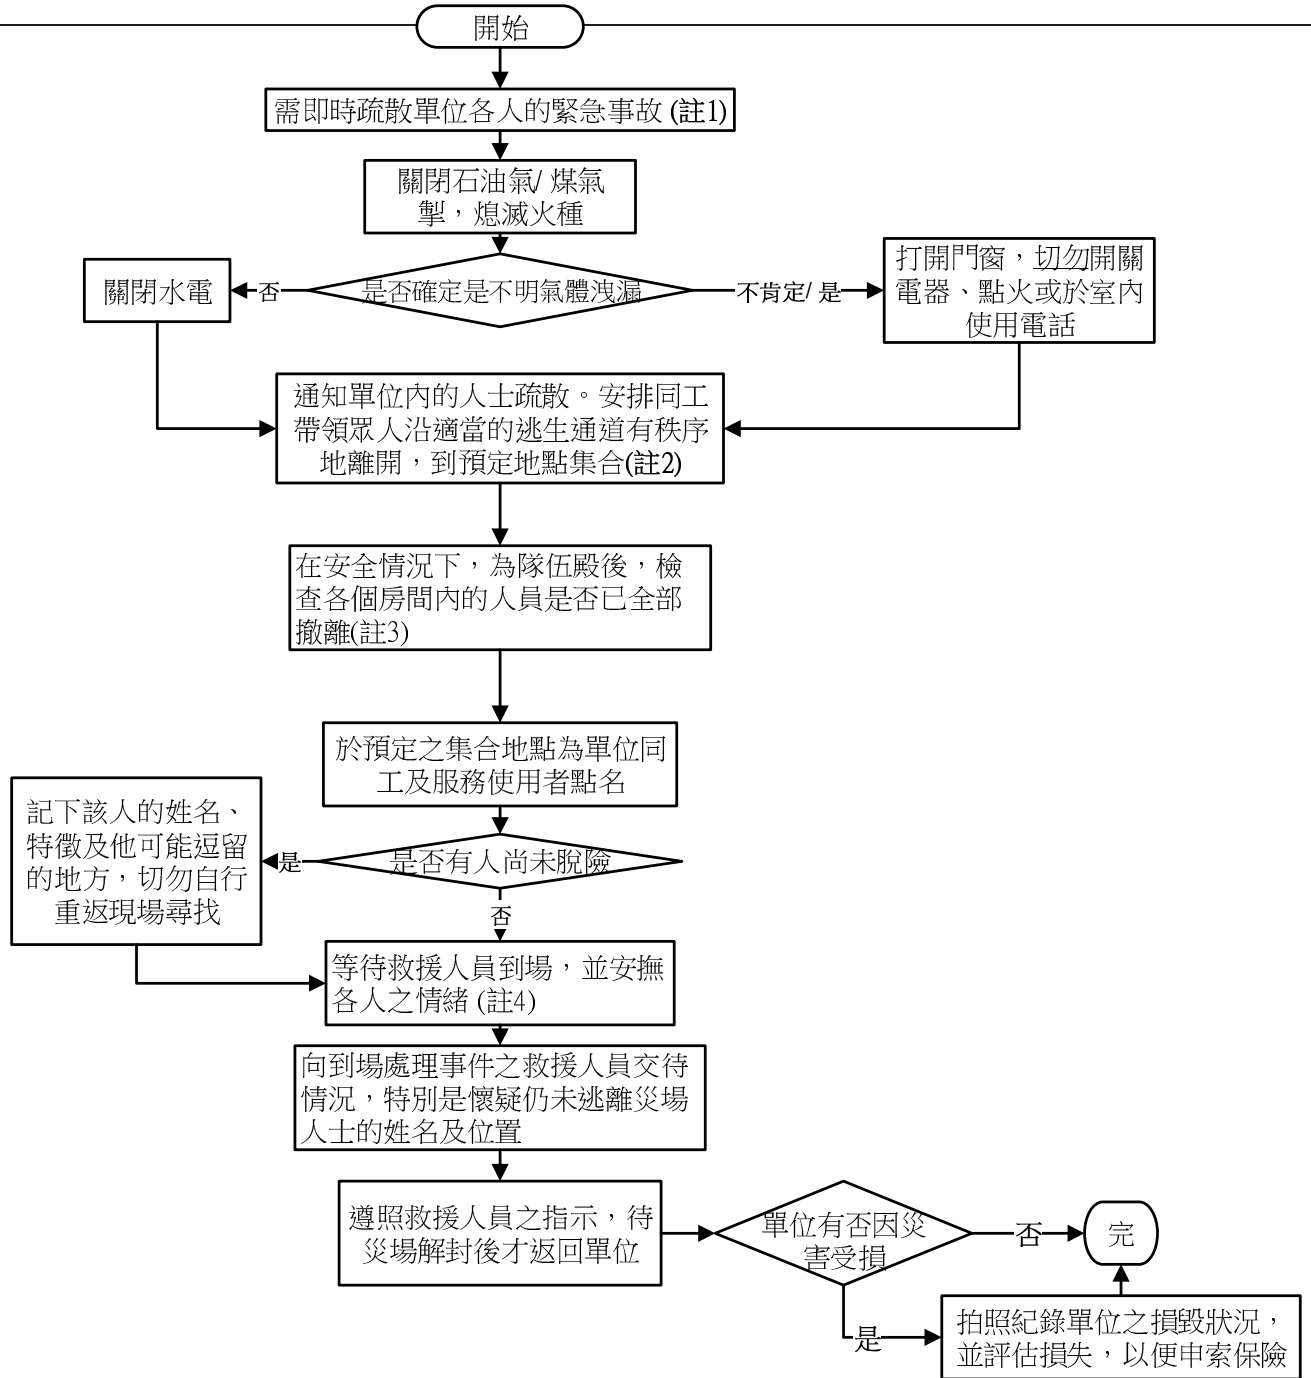 開始
需即時疏散單位各人的緊急事故 (註1)
關閉石油氣/ 煤氣
掣，熄滅火種
關閉水電
否
是否確定是不明氣體洩漏
不肯定/ 是
打開門窗，切勿開關
電器、點火或於室內
使用電話
通知單位內的人士疏散。安排同工
帶領眾人沿適當的逃生通道有秩序
地離開，到預定地點集合(註2)
在安全情況下，為隊伍殿後，檢
查各個房間內的人員是否已全部
撤離(註3)
於預定之集合地點為單位同
工及服務使用者點名
記下該人的姓名、
特徵及他可能逗留
的地方，切勿自行
重返現場尋找
是
是否有人尚未脫險
否
等待救援人員到場，並安撫
各人之情緒 (註4)
向到場處理事件之救援人員交待
情況，特別是懷疑仍未逃離災場
人士的姓名及位置
遵照救援人員之指示，待
災場解封後才返回單位
單位有否因災
害受損
否
完
是
拍照紀錄單位之損毀狀況，
並評估損失，以便申索保險